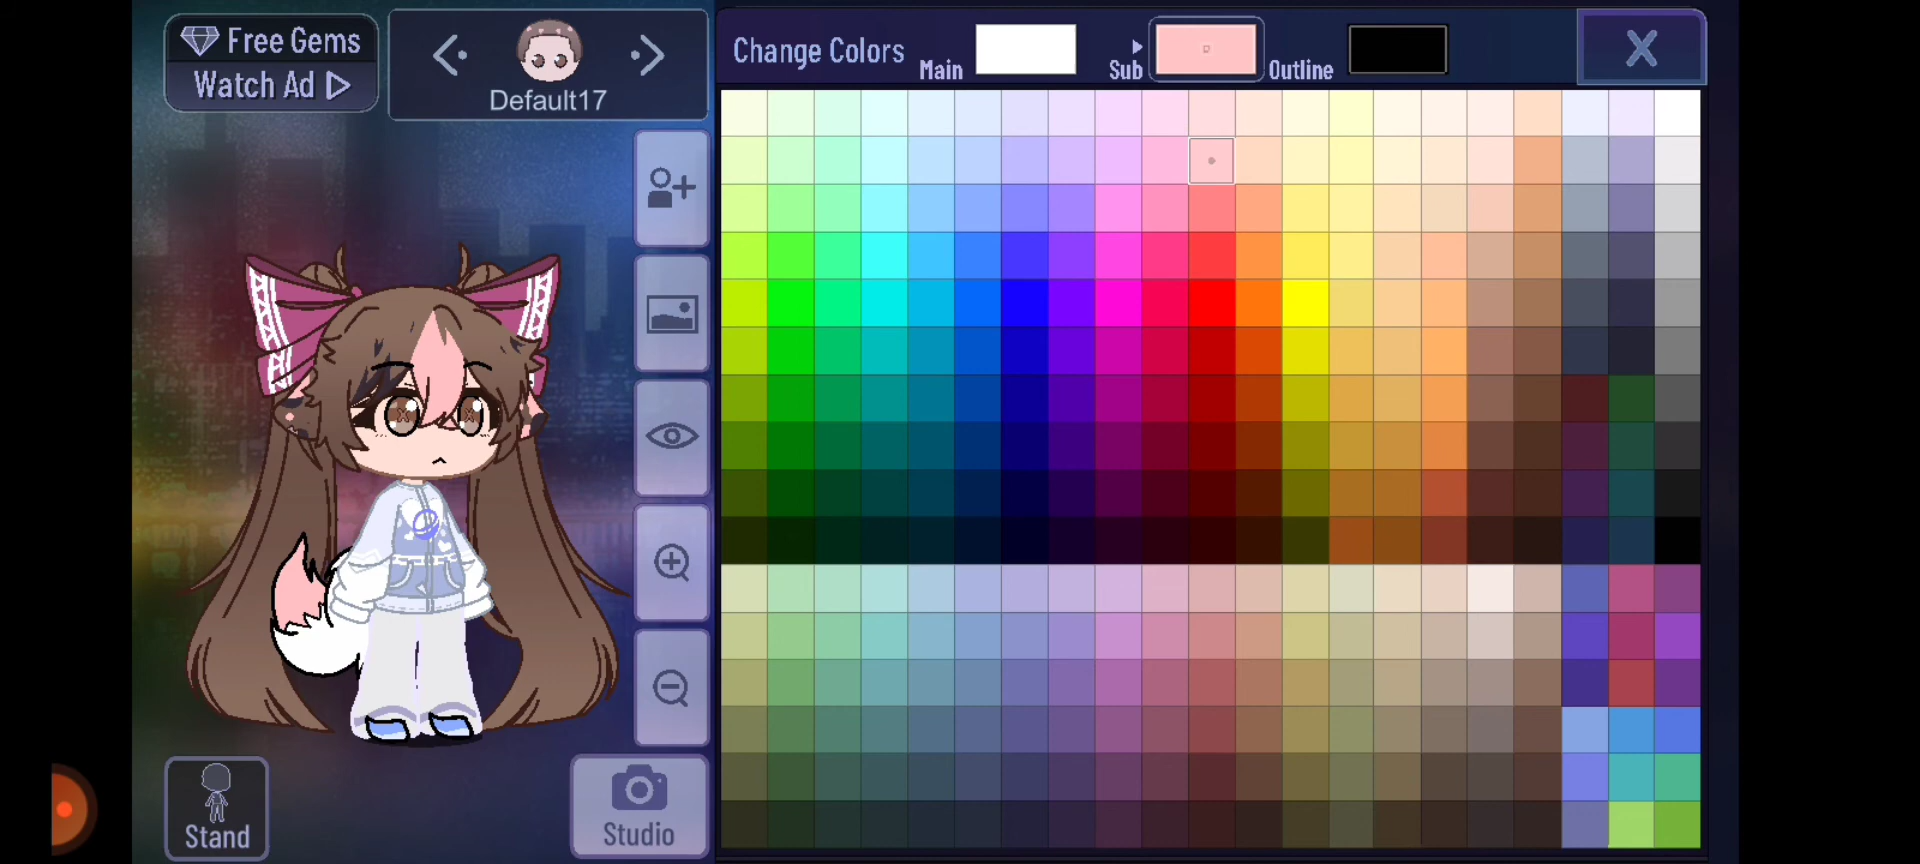 Free Gems
Watch Ad
Default17
Change Colors
Main
Sub
Outline
X
Stand
Studio